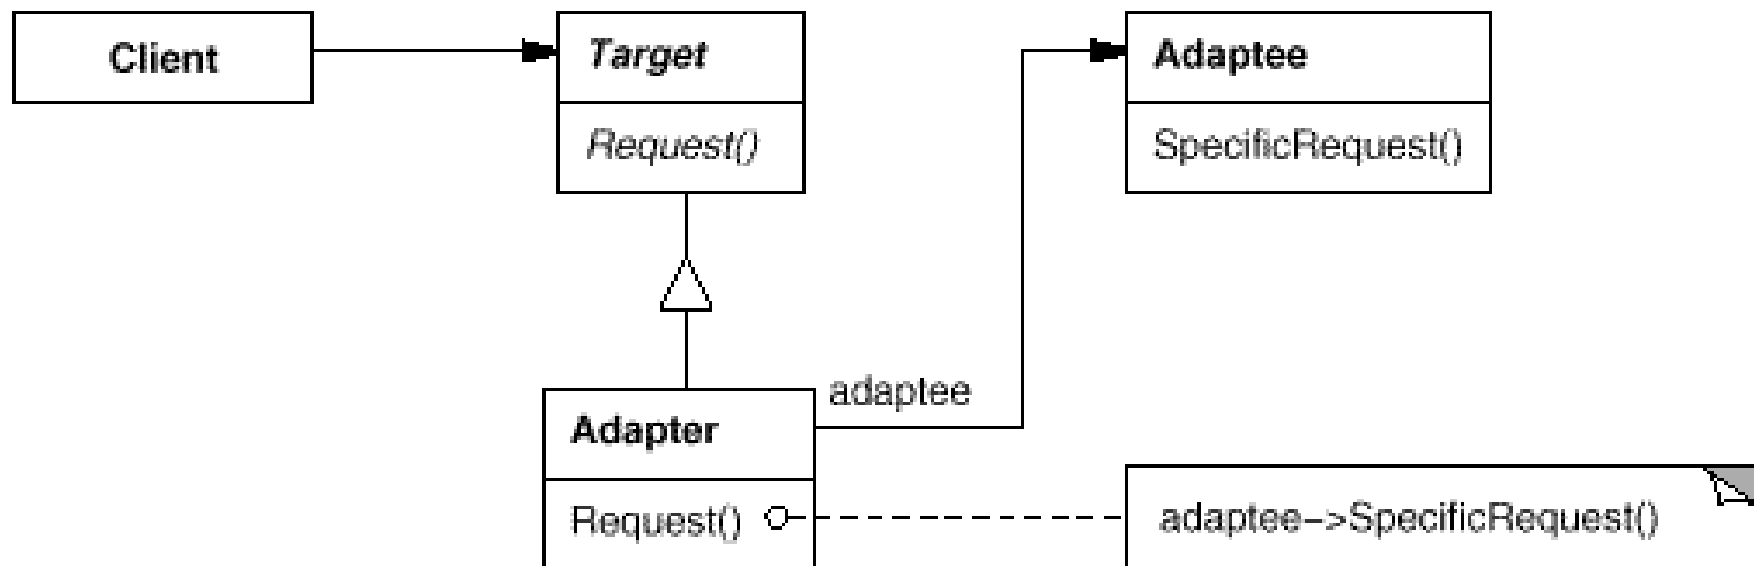 Client
Target
Request()
Adaptee
SpecificRequest()
adaptee
Adapter
Request()
adaptee->SpecificRequest()